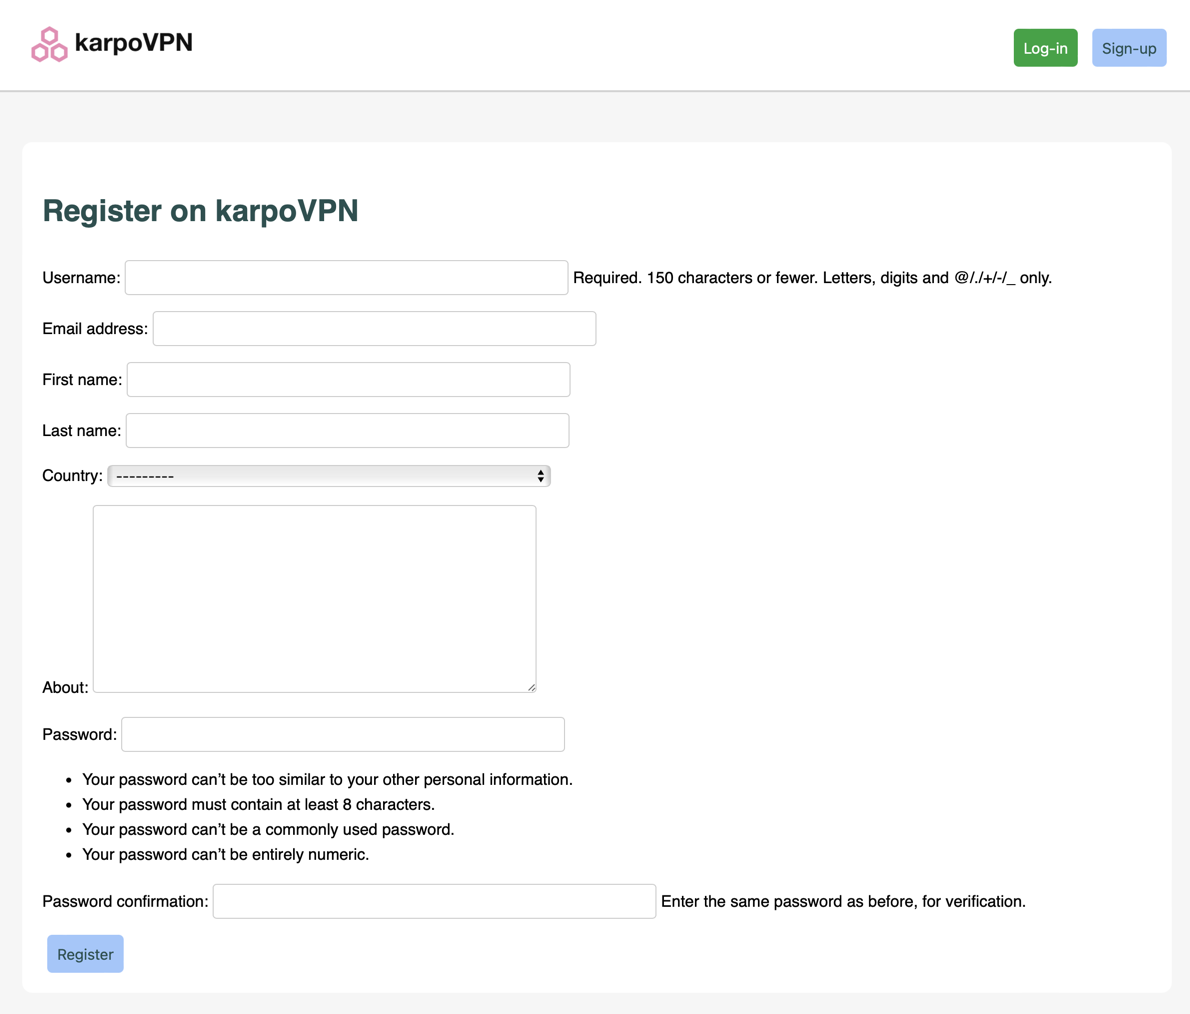 karpoVPN
Log-in
Sign-up
Register on karpoVPN
Username: Required. 150 characters or fewer. Letters, digits and @/./+/-/_ only.
Email address:
First name:
Last name:
Country: ---------
About:
Password:
• Your password can’t be too similar to your other personal information.
• Your password must contain at least 8 characters.
• Your password can’t be a commonly used password.
• Your password can’t be entirely numeric.
Password confirmation: Enter the same password as before, for verification.
Register